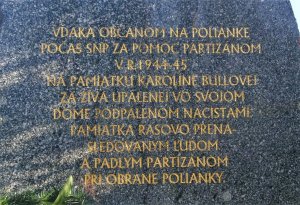 VĎAKA OBČANOM NA POLIANKE
POČAS SNP ZA POMOC PARTIZÁNOM
V R. 1944-45
NA PAMIATKU KAROLINE BULLOVEJ
ZA ŽIVA UPÁLENEJ VO SVOJOM
DOME PODPÁLENOM NACISTAMI.
PAMIATKA RASOVO PRENA-
SLEDOVANÝM ĽUĎOM
A PADLÝM PARTIZÁNOM
PRI OBRANE POLIANKY